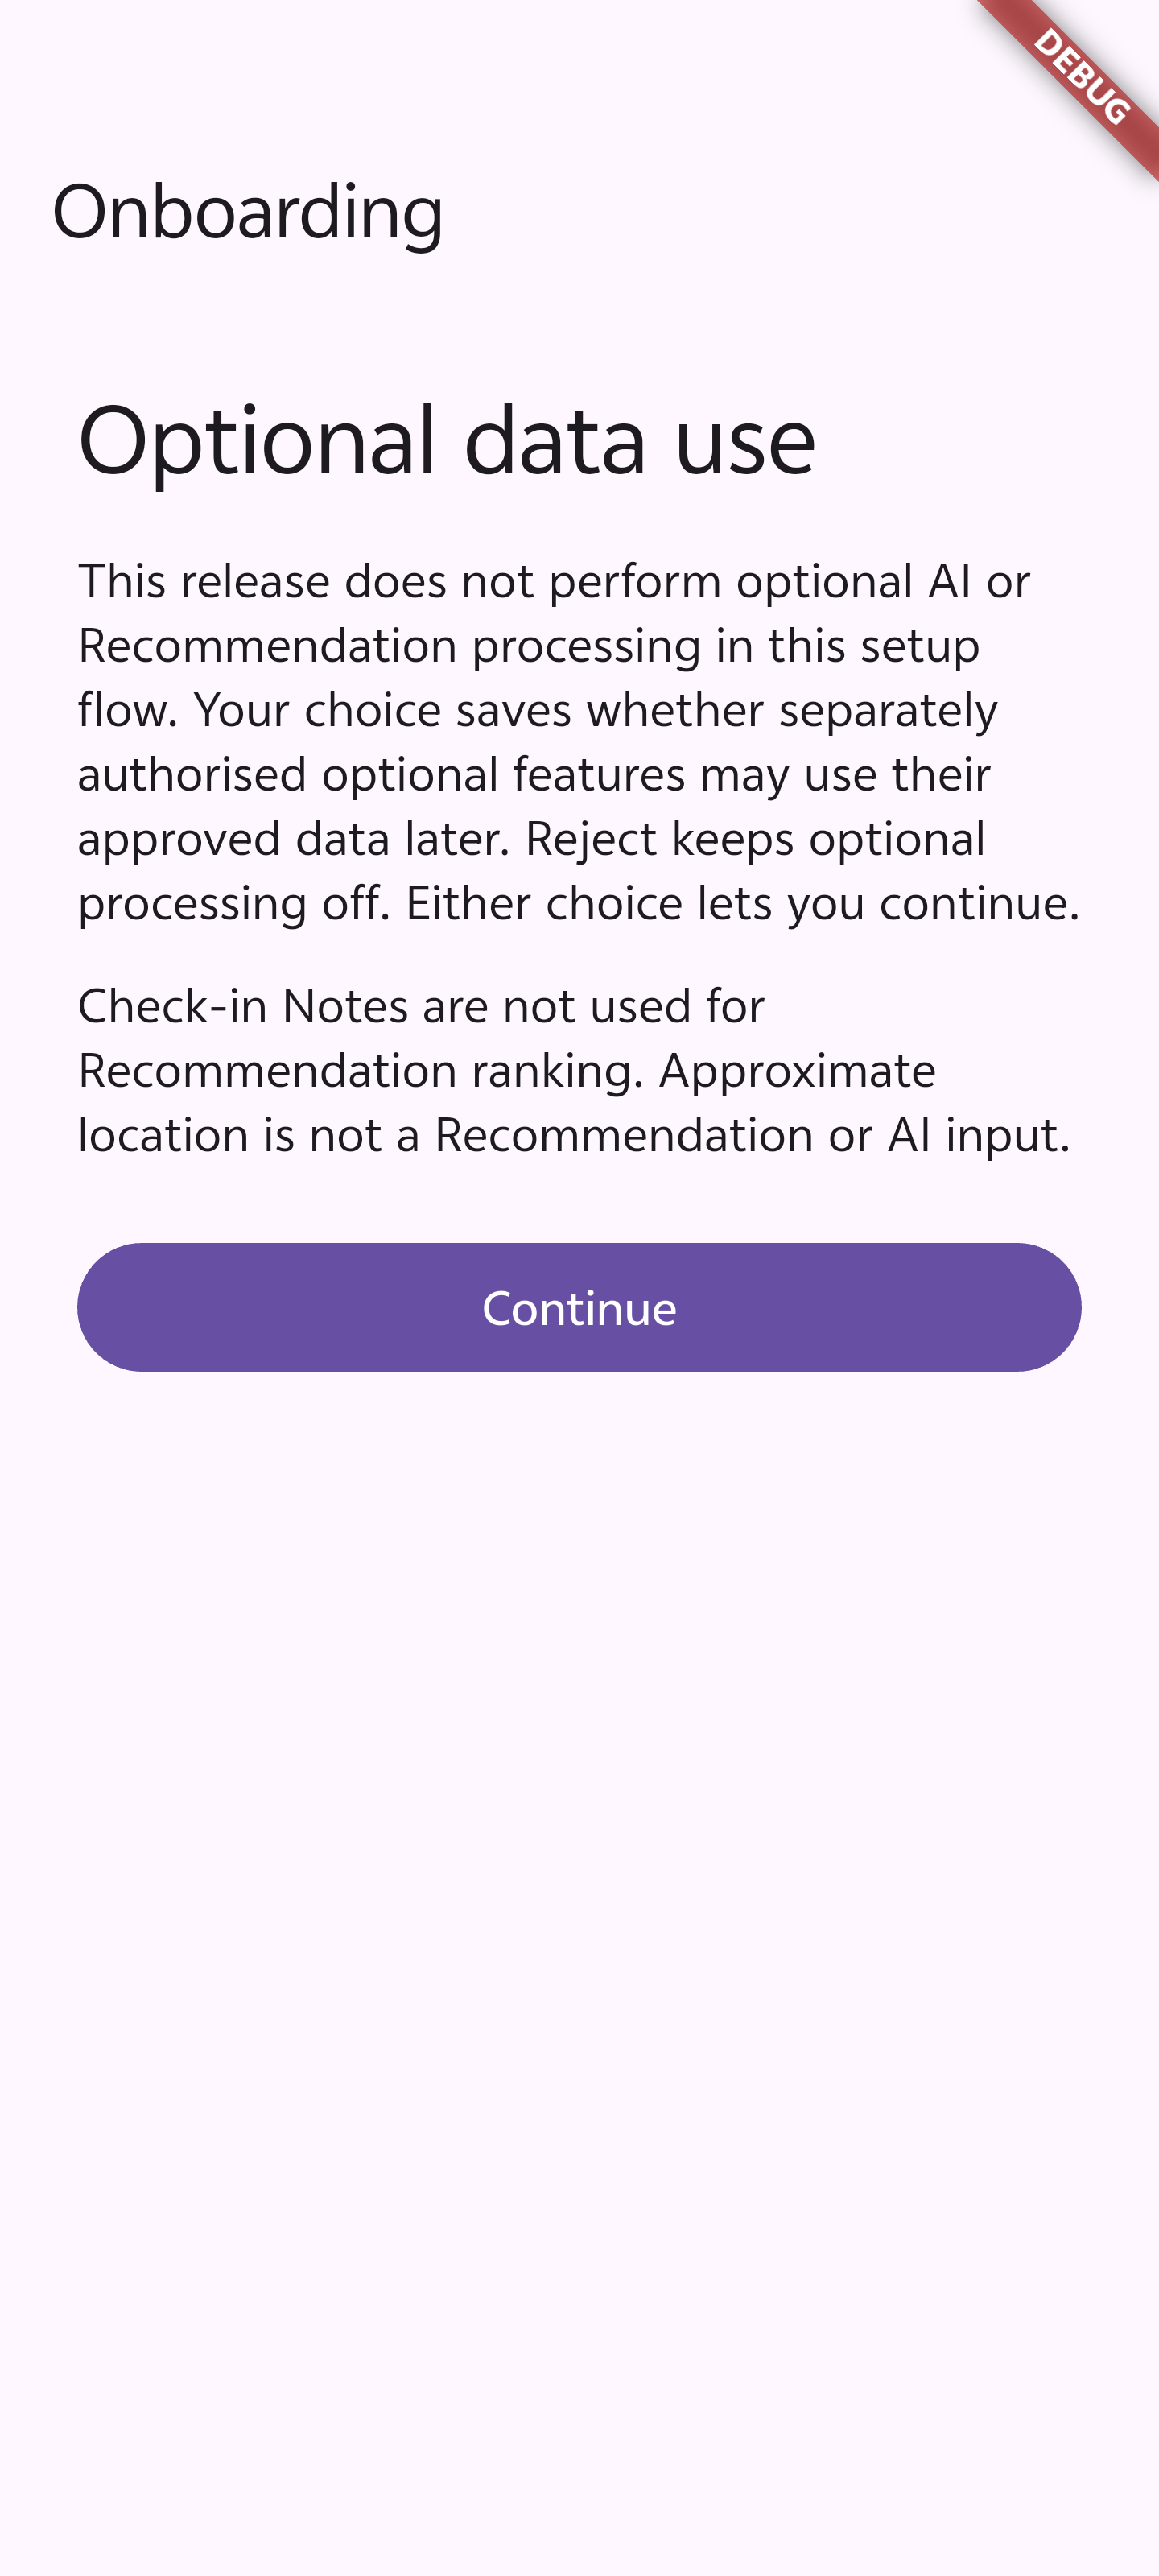 DEBUG
Onboarding
Optional data use
This release does not perform optional AI or
Recommendation processing in this setup
flow. Your choice saves whether separately
authorised optional features may use their
approved data later. Reject keeps optional
processing off. Either choice lets you continue.
Check-in Notes are not used for
Recommendation ranking. Approximate
location is not a Recommendation or AI input.
Continue